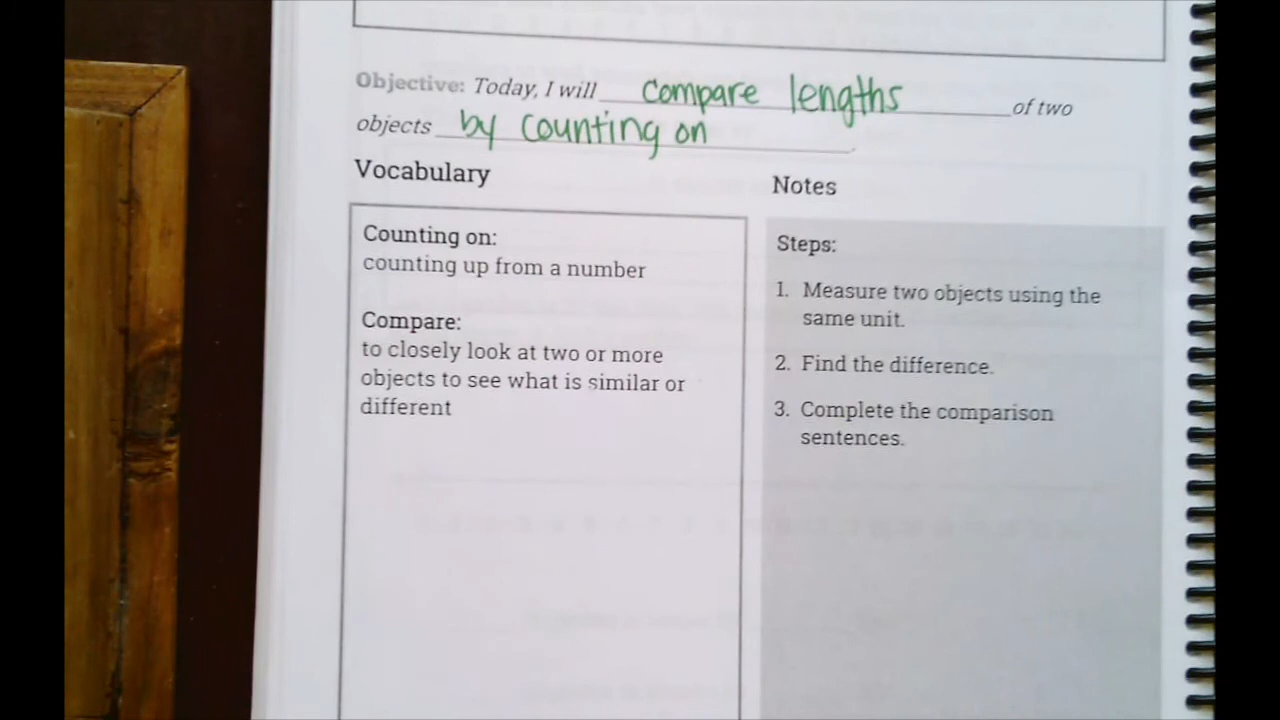 Objective: Today, I will compare lengths of two
objects by counting on.
Vocabulary
Counting on:
counting up from a number
Compare:
to closely look at two or more
objects to see what is similar or
different
Notes
Steps:
1. Measure two objects using the
same unit.
2. Find the difference.
3. Complete the comparison
sentences.